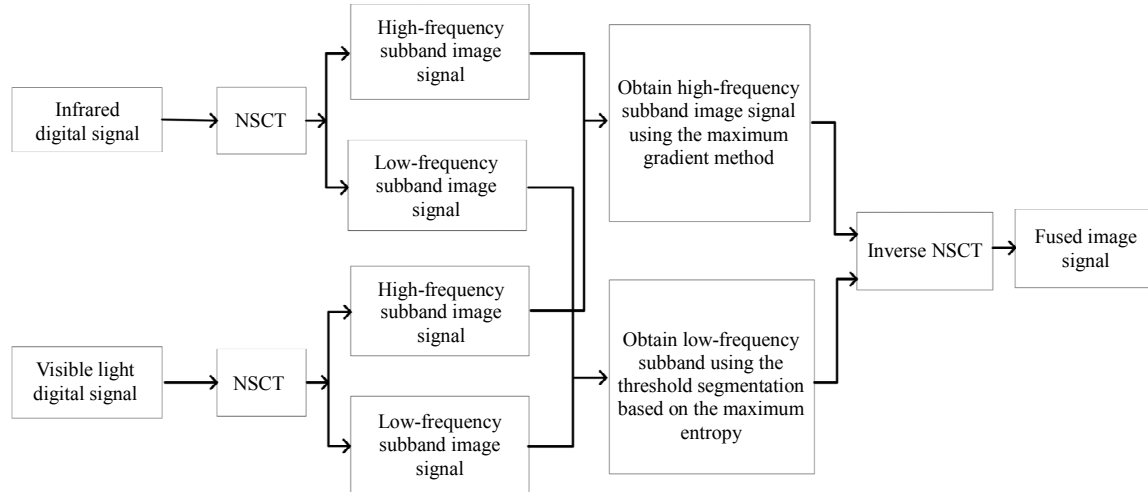 Infrared
digital signal
NSCT
High-frequency
subband image
signal
Low-frequency
subband image
signal
Visible light
digital signal
NSCT
High-frequency
subband image
signal
Low-frequency
subband image
signal
Obtain high-frequency
subband image signal
using the maximum
gradient method
Obtain low-frequency
subband using the
threshold segmentation
based on the maximum
entropy
Inverse NSCT
Fused image
signal